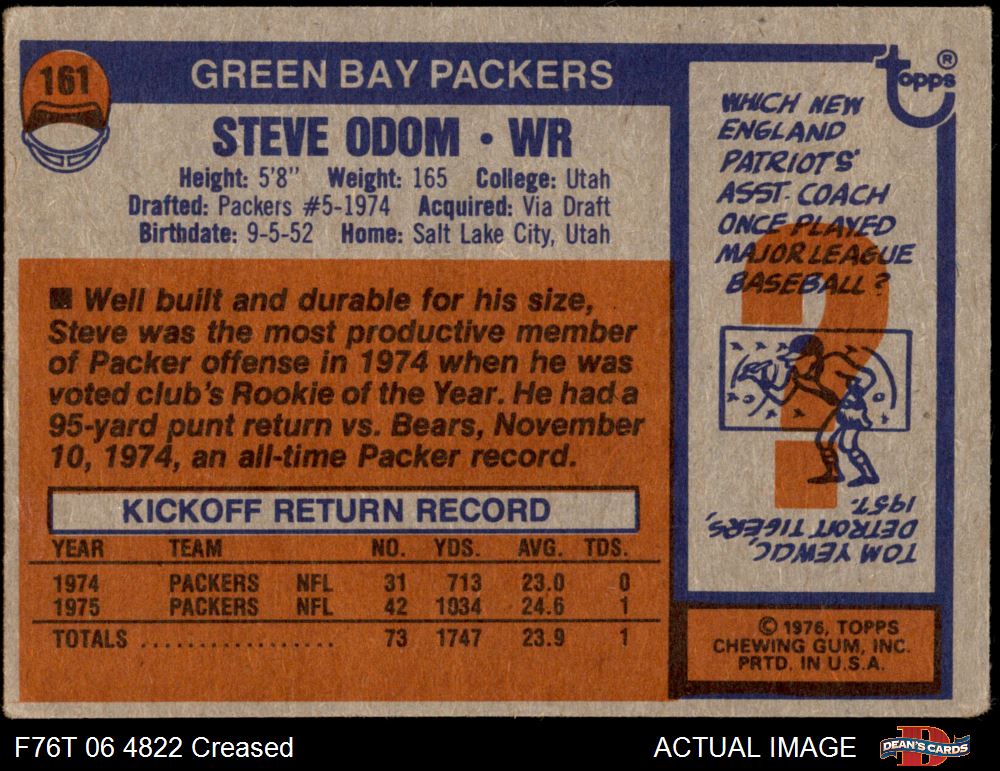 161
GREEN BAY PACKERS
STEVE ODOM • WR
Height: 5'8" Weight: 165 College: Utah
Drafted: Packers #5-1974 Acquired: Via Draft
Birthdate: 9-5-52 Home: Salt Lake City, Utah
■ Well built and durable for his size,
Steve was the most productive member
of Packer offense in 1974 when he was
voted club's Rookie of the Year. He had a
95-yard punt return vs. Bears, November
10, 1974, an all-time Packer record.
KICKOFF RETURN RECORD
YEAR TEAM NO. YDS. AVG. TDS.
1974 PACKERS NFL 31 713 23.0 0
1975 PACKERS NFL 42 1034 24.6 1
TOTALS ................. 73 1747 23.9 1
topps®
WHICH NEW
ENGLAND
PATRIOTS'
ASST. COACH
ONCE PLAYED
MAJOR LEAGUE
BASEBALL?
?
TOM YEWCIC,
DETROIT TIGERS,
1957.
© 1976, TOPPS
CHEWING GUM, INC.
PRTD. IN U.S.A.
F76T 06 4822 Creased
ACTUAL IMAGE
D
DEAN'S CARDS